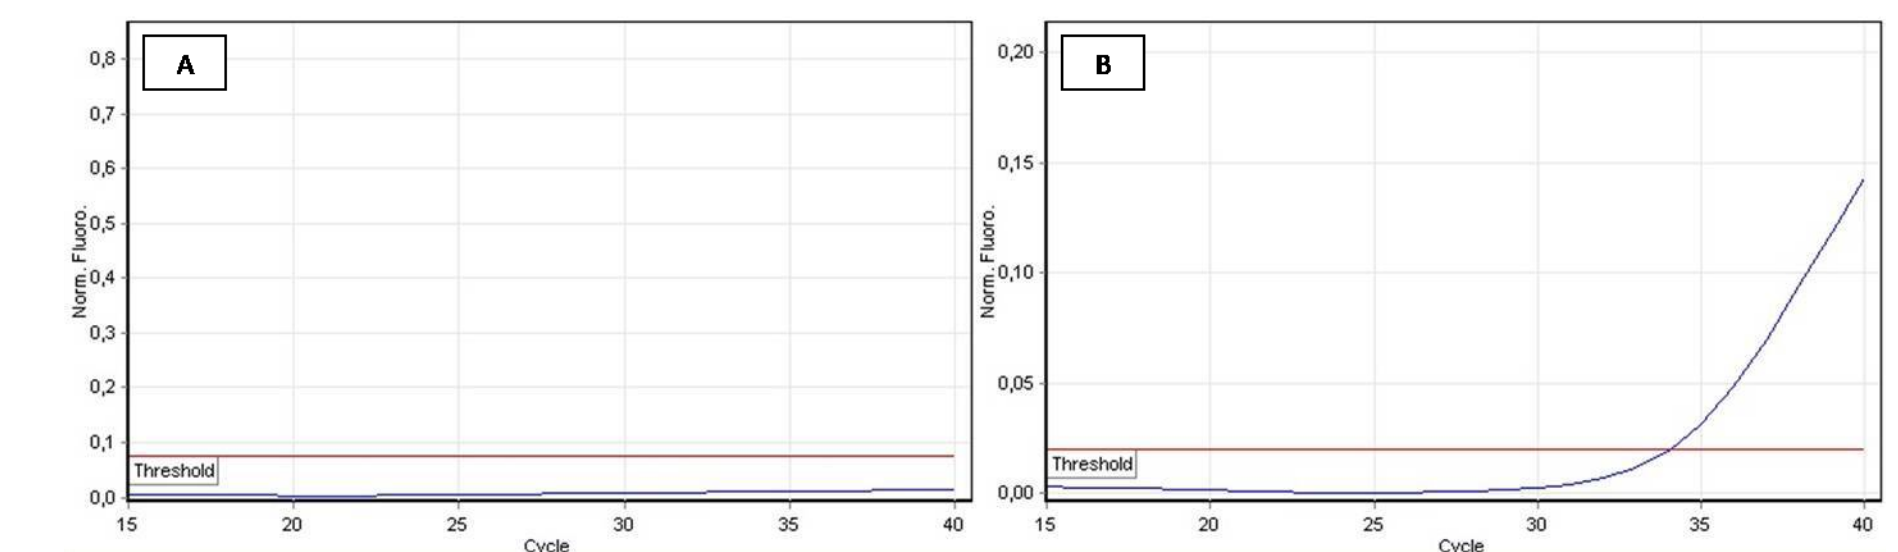 A
0,8
0,7
0,6
0,5
0,4
0,3
0,2
0,1
0,0
Norm. Fluoro.
Threshold
15 20 25 30 35 40
Cycle
B
0,20
0,15
0,10
0,05
0,00
Norm. Fluoro.
Threshold
15 20 25 30 35 40
Cycle